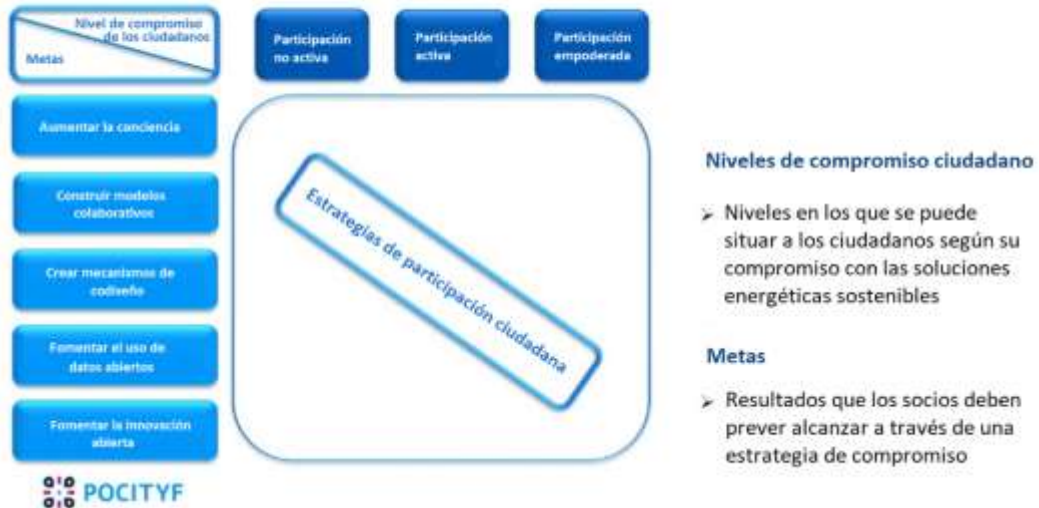 Nivel de compromiso
de los ciudadanos
Metas
Participación
no activa
Participación
activa
Participación
empoderada
Aumentar la conciencia
Construir modelos
colaborativos
Crear mecanismos de
codiseño
Fomentar el uso de
datos abiertos
Fomentar la innovación
abierta
Estrategias de participación ciudadana
POCITYF
Niveles de compromiso ciudadano
➢ Niveles en los que se puede
situar a los ciudadanos según su
compromiso con las soluciones
energéticas sostenibles
Metas
➢ Resultados que los socios deben
prever alcanzar a través de una
estrategia de compromiso